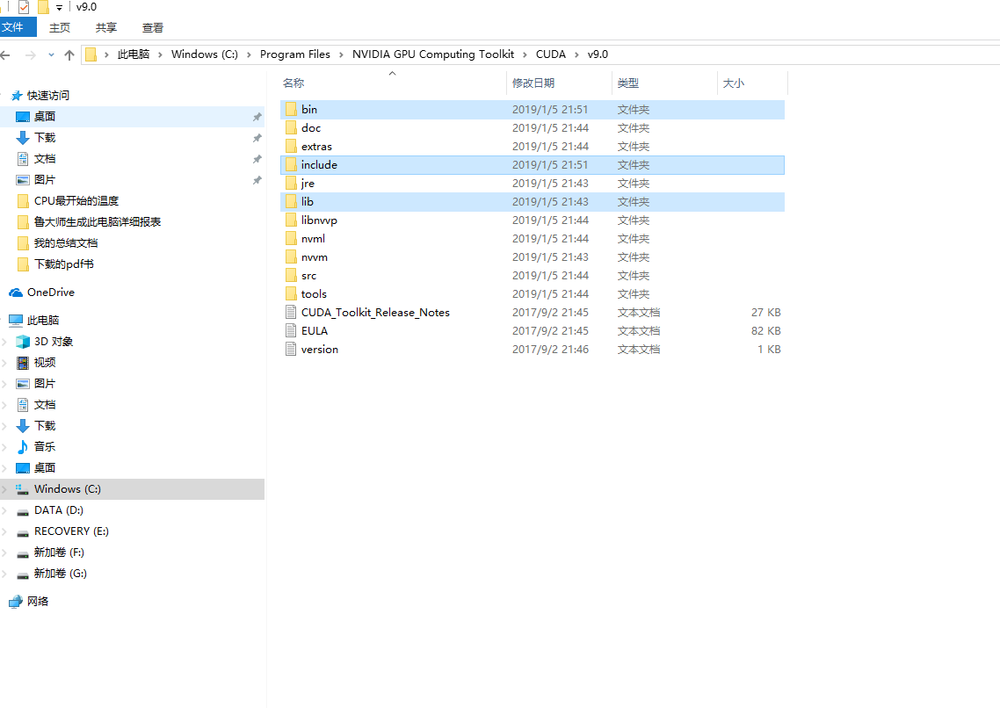 v9.0
文件 主页 共享 查看
此电脑 Windows (C:) Program Files NVIDIA GPU Computing Toolkit CUDA v9.0
快速访问
桌面
下载
文档
图片
CPU最开始的温度
鲁大师生成此电脑详细报表
我的总结文档
下载的pdf书
OneDrive
此电脑
3D 对象
视频
图片
文档
下载
音乐
桌面
Windows (C:)
DATA (D:)
RECOVERY (E:)
新加卷 (F:)
新加卷 (G:)
网络
名称 修改日期 类型 大小
bin 2019/1/5 21:51 文件夹
doc 2019/1/5 21:44 文件夹
extras 2019/1/5 21:44 文件夹
include 2019/1/5 21:51 文件夹
jre 2019/1/5 21:43 文件夹
lib 2019/1/5 21:43 文件夹
libnvvp 2019/1/5 21:44 文件夹
nvml 2019/1/5 21:44 文件夹
nvvm 2019/1/5 21:43 文件夹
src 2019/1/5 21:44 文件夹
tools 2019/1/5 21:44 文件夹
CUDA_Toolkit_Release_Notes 2017/9/2 21:45 文本文档 27 KB
EULA 2017/9/2 21:45 文本文档 82 KB
version 2017/9/2 21:46 文本文档 1 KB